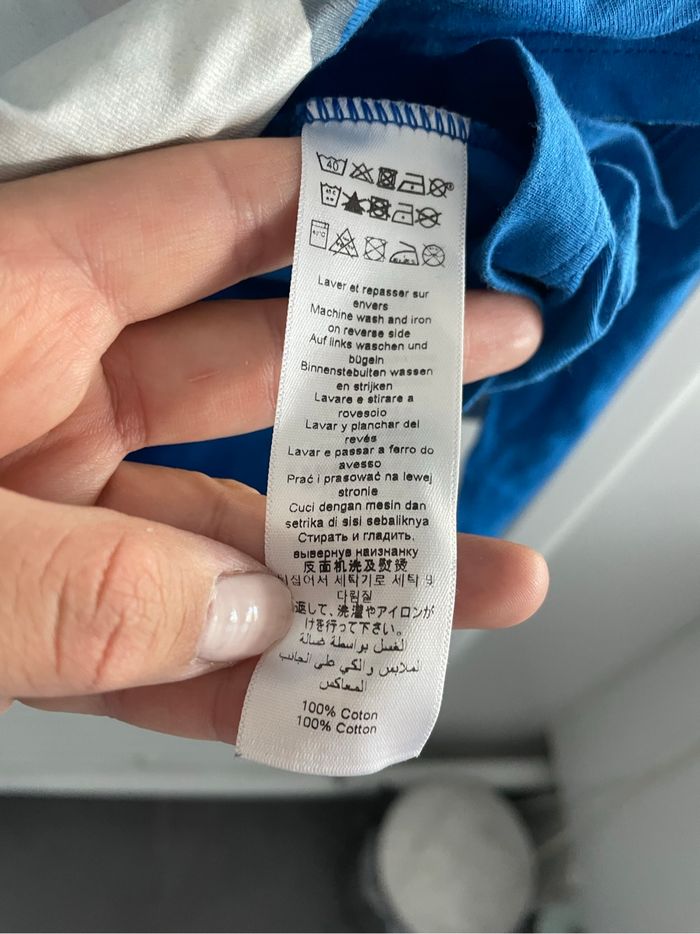 40
40°C
Laver et repasser sur
envers
Machine wash and iron
on reverse side
Auf links waschen und
bügeln
Binnenstebuiten wassen
en strijken
Lavare e stirare a
rovescio
Lavar y planchar del
revés
Lavar e passar a ferro do
avesso
Prać i prasować na lewej
stronie
Cuci dengan mesin dan
setrika di sisi sebaliknya
Стирать и гладить,
вывернув наизнанку
反面机洗及熨烫
어서 세탁기로 세탁 및
다림질
返して、洗濯やアイロンが
けを行って下さい。
الغسل بواسطة صالة
الملابس والكي على الجانب
المعاكس
100% Coton
100% Cotton